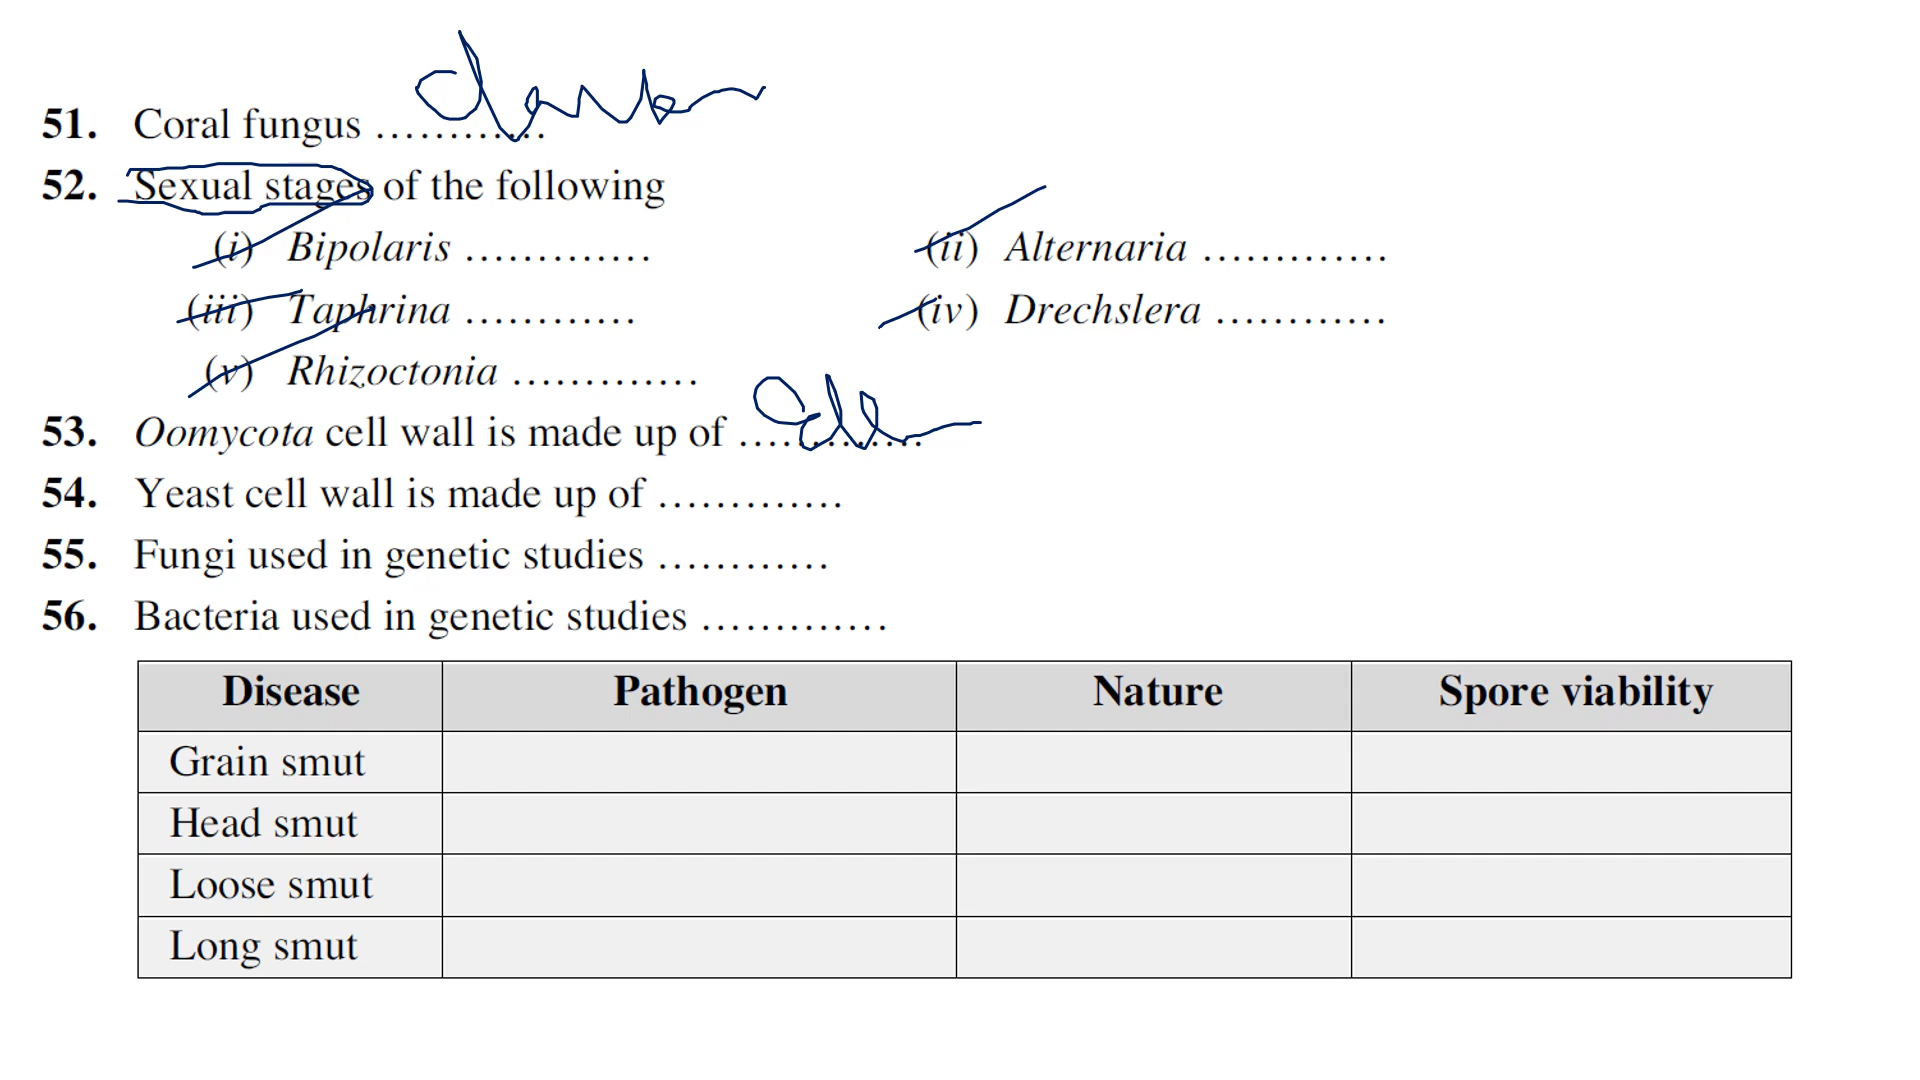 51. Coral fungus …………
52. Sexual stages of the following
(i) Bipolaris ………….
(ii) Alternaria ………….
(iii) Taphrina …………
(iv) Drechslera …………
(v) Rhizoctonia ………….
53. Oomycota cell wall is made up of ………….
54. Yeast cell wall is made up of ………….
55. Fungi used in genetic studies …………
56. Bacteria used in genetic studies ………….
Disease Pathogen Nature Spore viability
Grain smut
Head smut
Loose smut
Long smut